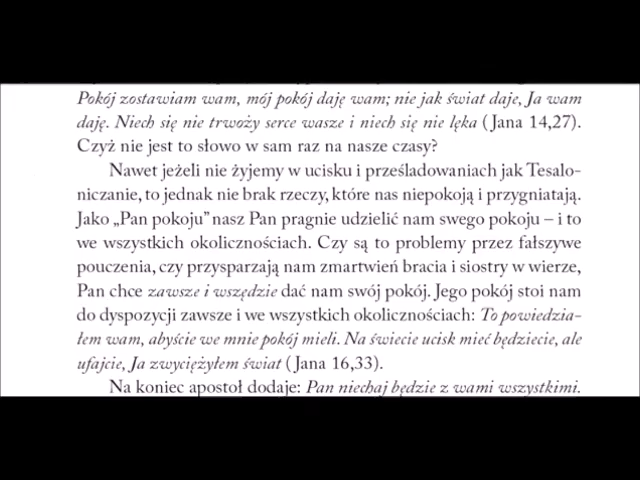 Pokój zostawiam wam, mój pokój daję wam; nie jak świat daje, Ja wam
daję. Niech się nie trwoży serce wasze i niech się nie lęka (Jana 14,27).
Czyż nie jest to słowo w sam raz na nasze czasy?
Nawet jeżeli nie żyjemy w ucisku i prześladowaniach jak Tesalo-
niczanie, to jednak nie brak rzeczy, które nas niepokoją i przygniatają.
Jako „Pan pokoju” nasz Pan pragnie udzielić nam swego pokoju – i to
we wszystkich okolicznościach. Czy są to problemy przez fałszywe
pouczenia, czy przysparzają nam zmartwień bracia i siostry w wierze,
Pan chce zawsze i wszędzie dać nam swój pokój. Jego pokój stoi nam
do dyspozycji zawsze i we wszystkich okolicznościach: To powiedzia-
łem wam, abyście we mnie pokój mieli. Na świecie ucisk mieć będziecie, ale
ufajcie, Ja zwyciężyłem świat (Jana 16,33).
Na koniec apostoł dodaje: Pan niechaj będzie z wami wszystkimi.